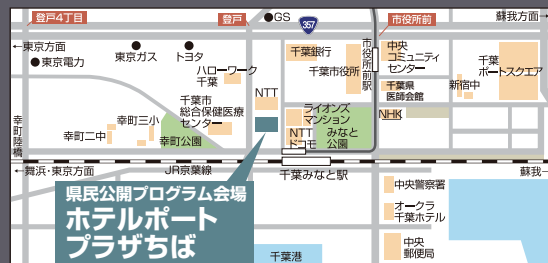 登戸4丁目
登戸
GS
357
市役所前
蘇我方面
←東京方面
東京電力
東京ガス
トヨタ
ハローワーク
千葉
千葉銀行
千葉市役所
市役所前駅
中央
コミュニティ
センター
千葉
ポートスクエア
千葉県
医師会館
新宿中
幸町陸橋
幸町二中
幸町三小
千葉市
総合保健医療
センター
幸町公園
NTT
ライオンズ
マンション
NTT
ドコモ
みなと
公園
NHK
←舞浜・東京方面
JR京葉線
千葉みなと駅
蘇我→
県民公開プログラム会場
ホテルポート
プラザちば
中央警察署
オークラ
千葉ホテル
中央
郵便局
千葉港